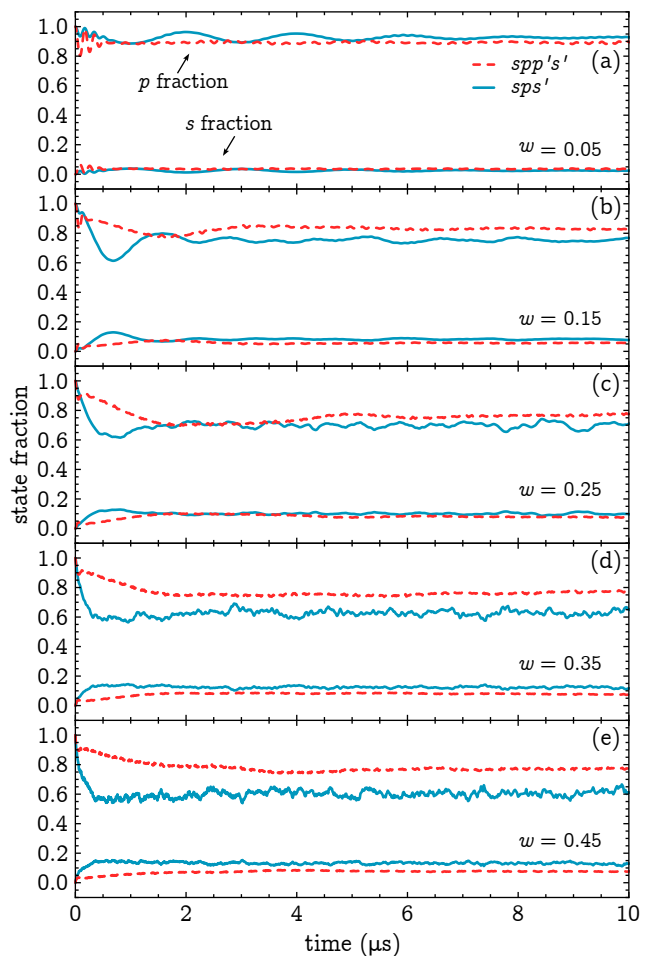 1.0
0.8
0.6
0.4
0.2
0.0
p fraction
s fraction
spp's'
sps'
(a)
w = 0.05
1.0
0.8
0.6
0.4
0.2
0.0
(b)
w = 0.15
1.0
0.8
0.6
0.4
0.2
0.0
(c)
w = 0.25
state fraction
1.0
0.8
0.6
0.4
0.2
0.0
(d)
w = 0.35
1.0
0.8
0.6
0.4
0.2
0.0
(e)
w = 0.45
0 2 4 6 8 10
time (μs)